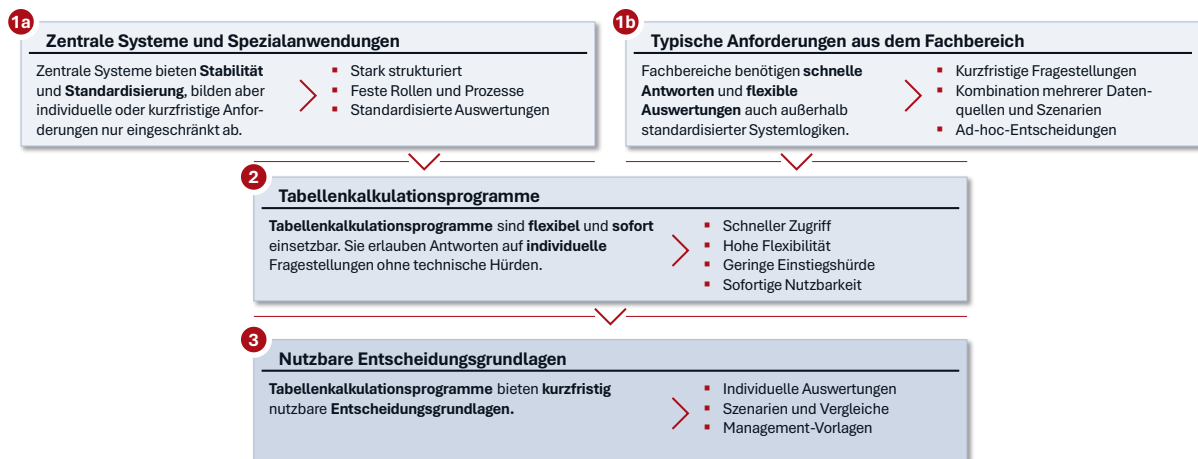 1a
Zentrale Systeme und Spezialanwendungen
Zentrale Systeme bieten Stabilität
und Standardisierung, bilden aber
individuelle oder kurzfristige Anfor-
derungen nur eingeschränkt ab.
Stark strukturiert
Feste Rollen und Prozesse
Standardisierte Auswertungen
1b
Typische Anforderungen aus dem Fachbereich
Fachbereiche benötigen schnelle
Antworten und flexible
Auswertungen auch außerhalb
standardisierter Systemlogiken.
Kurzfristige Fragestellungen
Kombination mehrerer Daten-
quellen und Szenarien
Ad-hoc-Entscheidungen
2
Tabellenkalkulationsprogramme
Tabellenkalkulationsprogramme sind flexibel und sofort
einsetzbar. Sie erlauben Antworten auf individuelle
Fragestellungen ohne technische Hürden.
Schneller Zugriff
Hohe Flexibilität
Geringe Einstiegshürde
Sofortige Nutzbarkeit
3
Nutzbare Entscheidungsgrundlagen
Tabellenkalkulationsprogramme bieten kurzfristig
nutzbare Entscheidungsgrundlagen.
Individuelle Auswertungen
Szenarien und Vergleiche
Management-Vorlagen